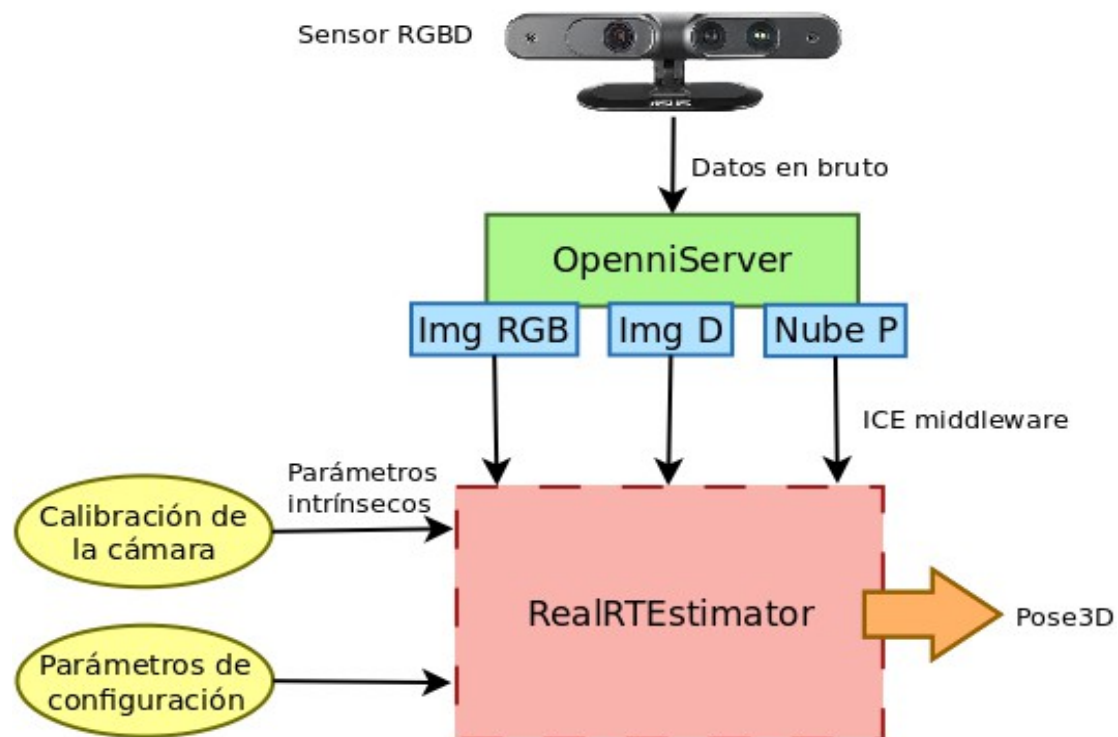 Sensor RGBD
Datos en bruto
OpenniServer
Img RGB
Img D
Nube P
ICE middleware
Parámetros
intrínsecos
Calibración de
la cámara
RealRTEstimator
Pose3D
Parámetros de
configuración